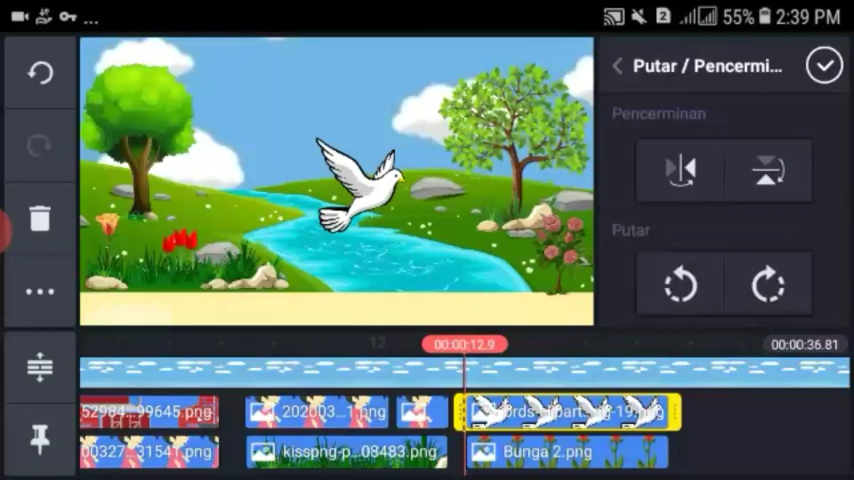 ... 2 55% 2:39 PM
Putar / Pencermi...
Pencerminan
Putar
12 00:00:12.9 00:00:36.81
52984...99645.png 202003...1.png
00327...31541.png kisspng-p...08483.png Bunga 2.png